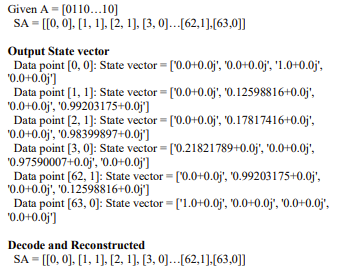 Given A = [0110…10]
SA = [[0, 0], [1, 1], [2, 1], [3, 0]…[62,1],[63,0]]
Output State vector
Data point [0, 0]: State vector = ['0.0+0.0j', '0.0+0.0j', '1.0+0.0j',
'0.0+0.0j']
Data point [1, 1]: State vector = ['0.0+0.0j', '0.12598816+0.0j',
'0.0+0.0j', '0.99203175+0.0j']
Data point [2, 1]: State vector = ['0.0+0.0j', '0.17817416+0.0j',
'0.0+0.0j', '0.98399897+0.0j']
Data point [3, 0]: State vector = ['0.21821789+0.0j', '0.0+0.0j',
'0.97590007+0.0j', '0.0+0.0j']
Data point [62, 1]: State vector = ['0.0+0.0j', '0.99203175+0.0j',
'0.0+0.0j', '0.12598816+0.0j']
Data point [63, 0]: State vector = ['1.0+0.0j', '0.0+0.0j', '0.0+0.0j',
'0.0+0.0j']
Decode and Reconstructed
SA = [[0, 0], [1, 1], [2, 1], [3, 0]…[62,1],[63,0]]